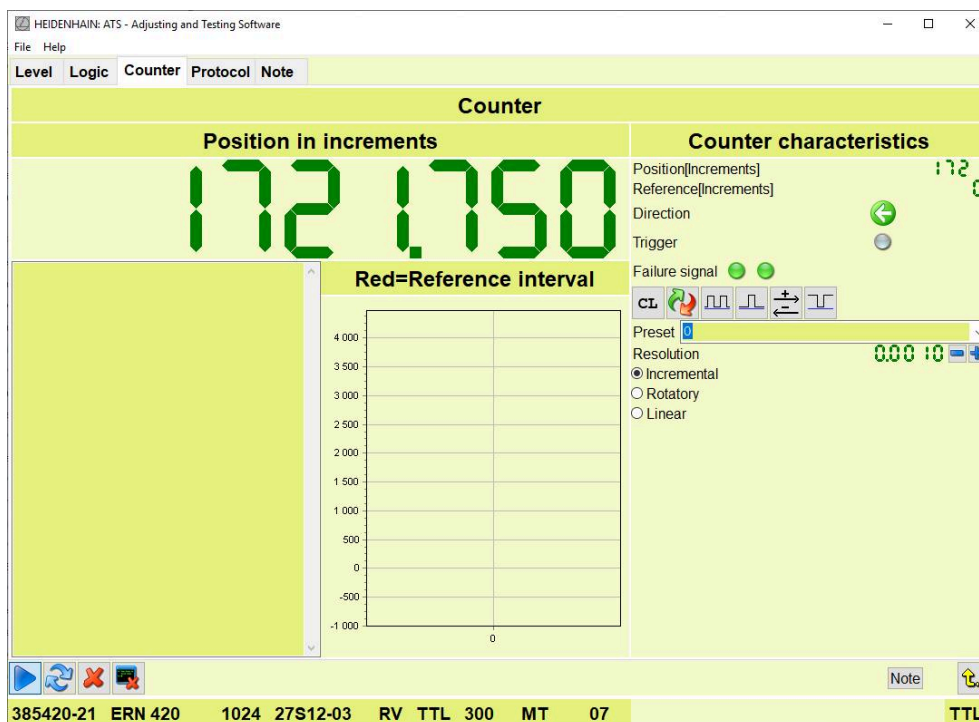 HEIDENHAIN: ATS - Adjusting and Testing Software
File Help
Level Logic Counter Protocol Note
Counter
Position in increments
Counter characteristics
1721.750
Position[Increments] 172
Reference[Increments] 0
Direction
Trigger
Failure signal
Red=Reference interval
CL
Preset 0
Resolution 0.0010
Incremental
Rotatory
Linear
4 000
3 500
3 000
2 500
2 000
1 500
1 000
500
0
-500
-1 000
0
Note
385420-21 ERN 420 1024 27S12-03 RV TTL 300 MT 07 TTL